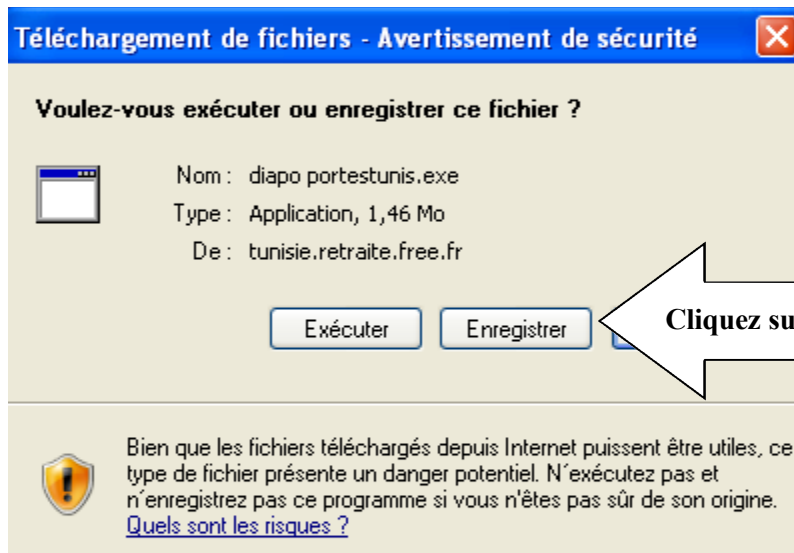 Téléchargement de fichiers - Avertissement de sécurité
Voulez-vous exécuter ou enregistrer ce fichier ?
Nom : diapo portestunis.exe
Type : Application, 1,46 Mo
De : tunisie.retraite.free.fr
Exécuter Enregistrer Cliquez su
Bien que les fichiers téléchargés depuis Internet puissent être utiles, ce
type de fichier présente un danger potentiel. N´exécutez pas et
n´enregistrez pas ce programme si vous n'êtes pas sûr de son origine.
Quels sont les risques ?